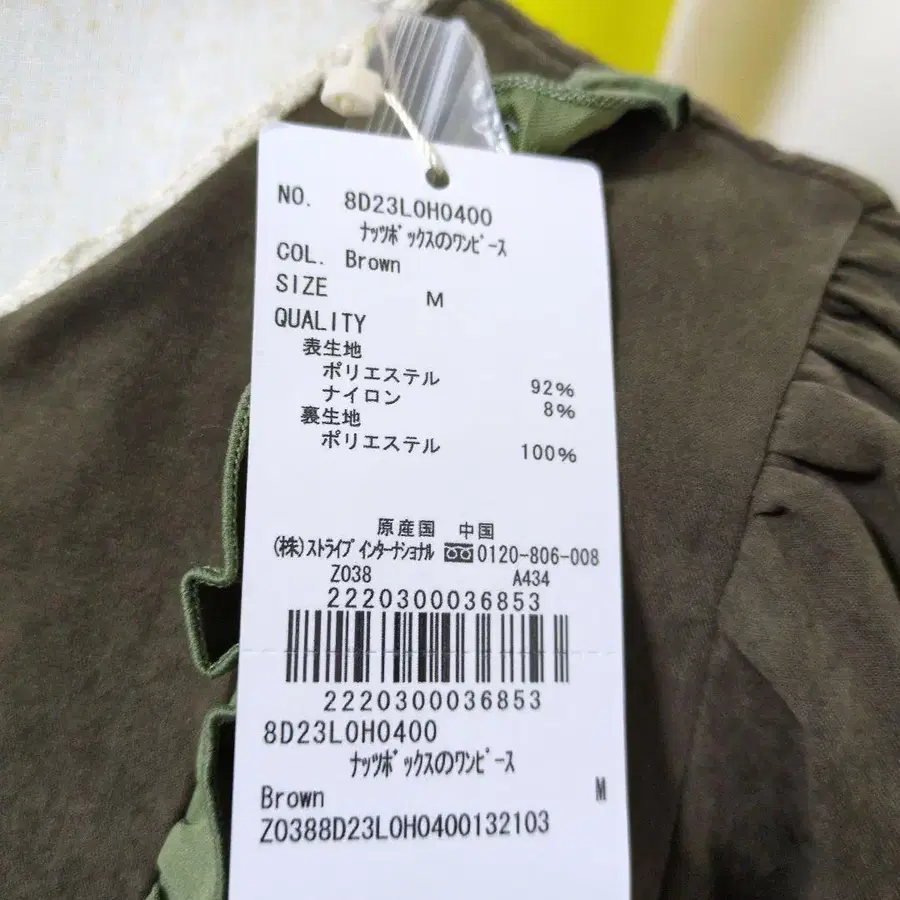 NO. 8D23L0H0400
ﾅｯﾂﾎﾞｯｸｽのﾜﾝﾋﾟｰｽ
COL. Brown
SIZE M
QUALITY
表生地
ポリエステル 92%
ナイロン 8%
裏生地
ポリエステル 100%
原産国 中国
(株)ｽﾄﾗｲﾌﾟｲﾝﾀｰﾅｼｮﾅﾙ 0120-806-008
Z038 A434
2220300036853
2220300036853
8D23L0H0400
ﾅｯﾂﾎﾞｯｸｽのﾜﾝﾋﾟｰｽ
Brown M
Z0388D23L0H0400132103